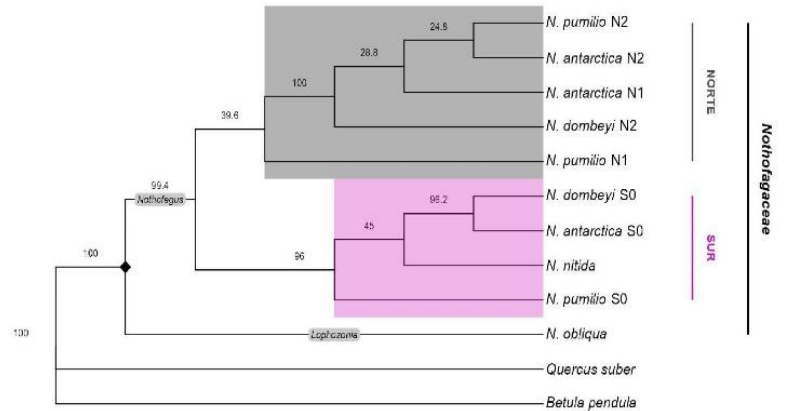 N. pumilio N2
24.8
N. antarctica N2
28.8
N. antarctica N1
100
N. dombeyi N2
39.6
N. pumilio N1
NORTE
Nothofagaceae
99.4
Nothofagus
N. dombeyi S0
96.2
N. antarctica S0
45
N. nitida
96
N. pumilio S0
SUR
100
N. obliqua
Lophozonia
100
Quercus suber
Betula pendula